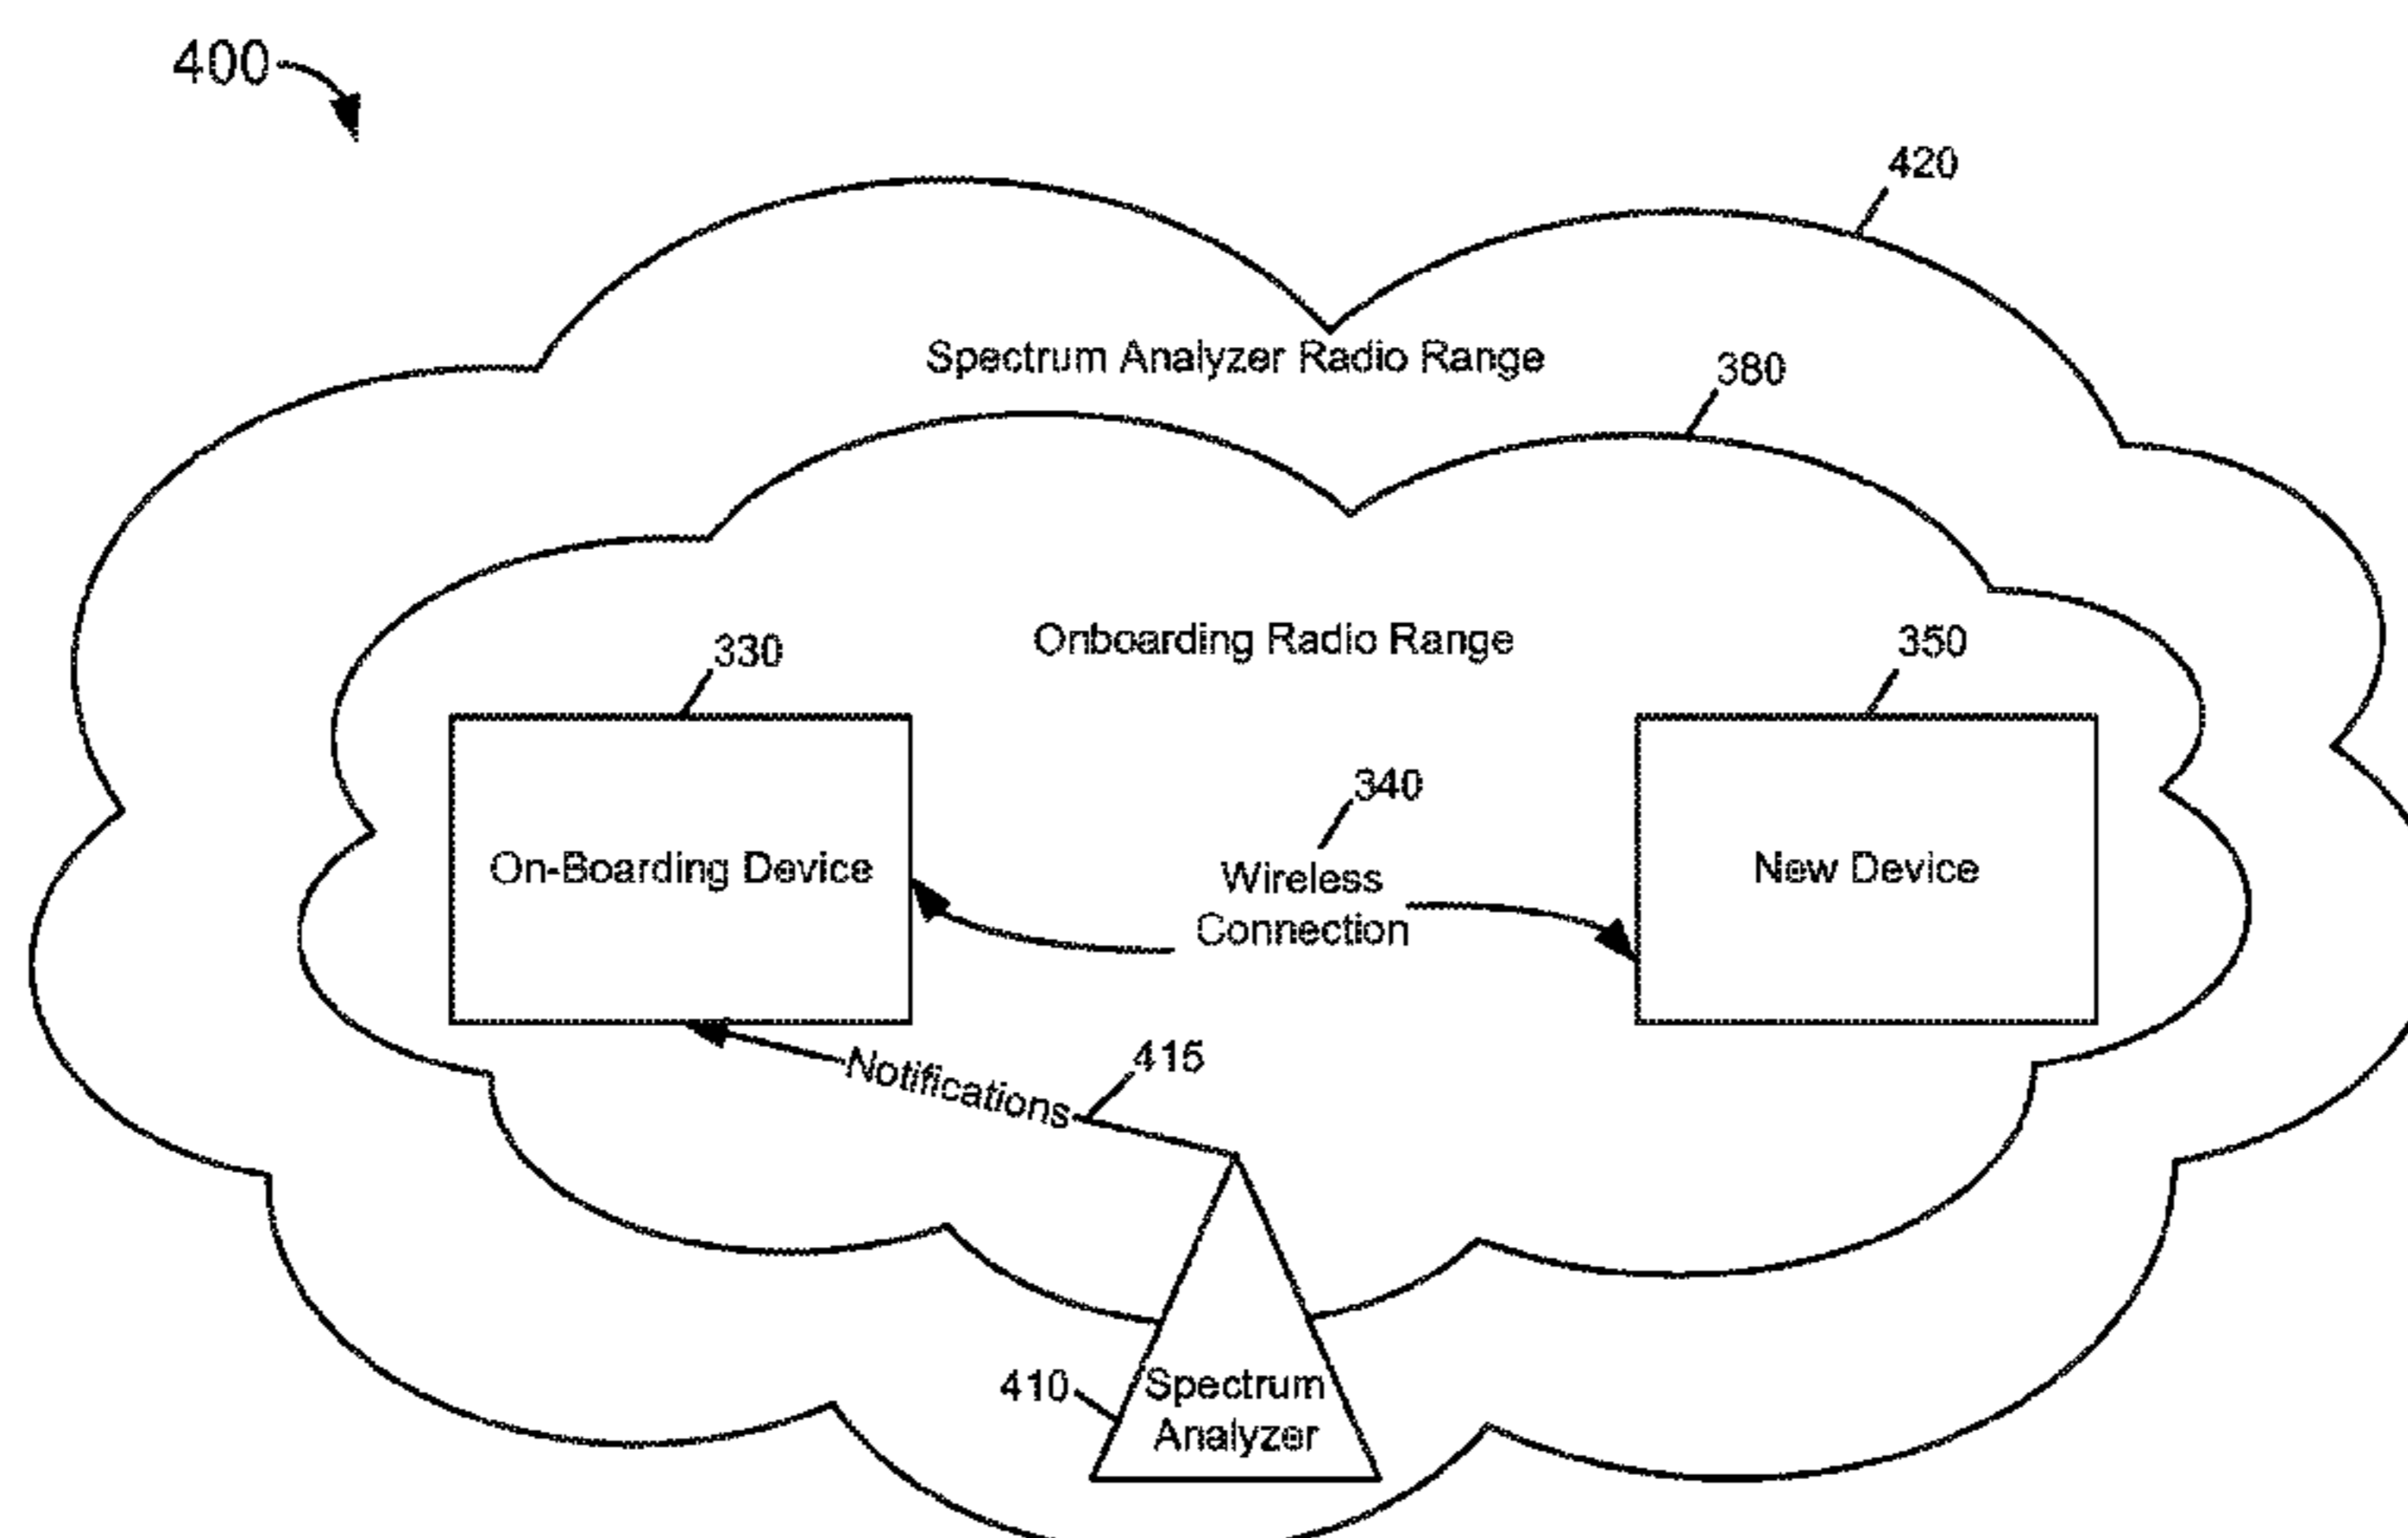 400
420
Spectrum Analyzer Radio Range
380
Onboarding Radio Range
330
350
340
On-Boarding Device
Wireless
Connection
New Device
Notifications
415
410
Spectrum
Analyzer